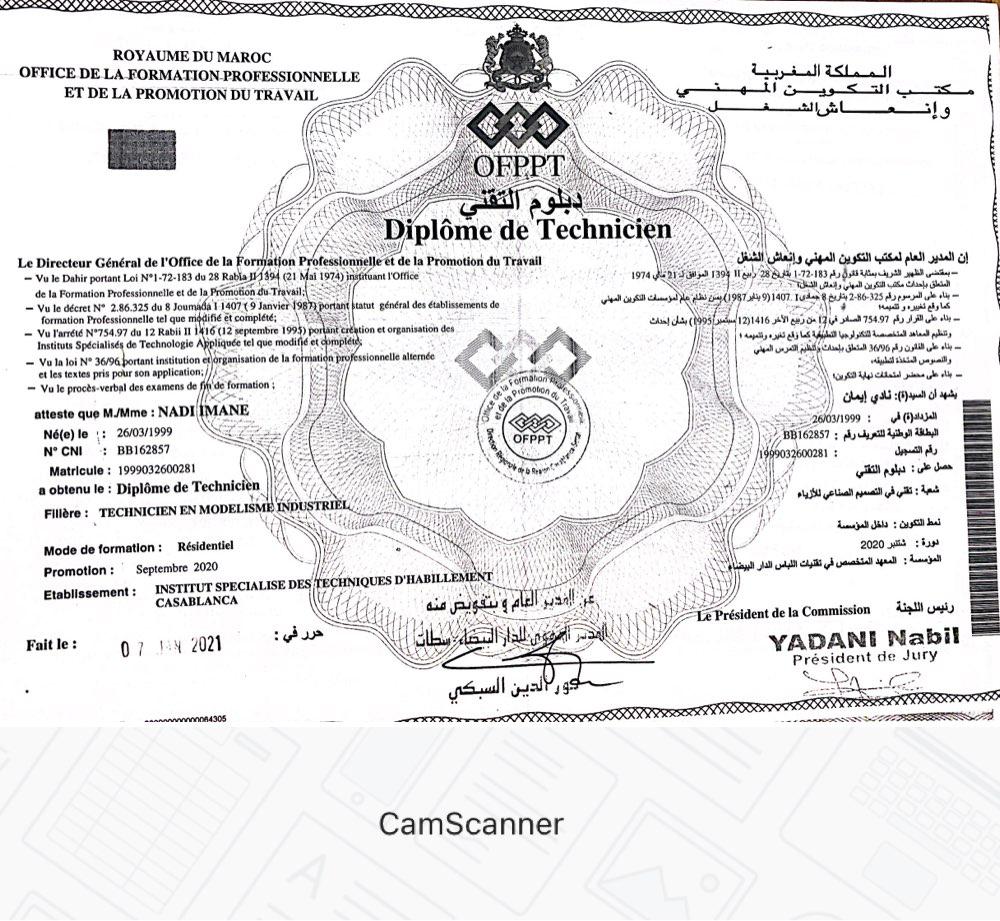 ROYAUME DU MAROC
OFFICE DE LA FORMATION PROFESSIONNELLE
ET DE LA PROMOTION DU TRAVAIL
المملكة المغربية
مكتب التكوين المهني
وإنعاش الشغل
OFPPT
دبلوم التقني
Diplôme de Technicien
Le Directeur Général de l'Office de la Formation Professionnelle et de la Promotion du Travail
– Vu le Dahir portant Loi N°1-72-183 du 28 Rabia II 1394 (21 Mai 1974) instituant l'Office
de la Formation Professionnelle et de la Promotion du Travail;
– Vu le décret N° 2.86.325 du 8 Joumada I 1407 ( 9 Janvier 1987) portant statut général des établissements de
formation Professionnelle tel que modifié et complété;
– Vu l'arrété N°754.97 du 12 Rabii II 1416 (12 septembre 1995) portant création et organisation des
Instituts Spécialisés de Technologie Appliquée tel que modifié et complété;
– Vu la loi N° 36/96 portant institution et organisation de la formation professionnelle alternée
et les textes pris pour son application;
– Vu le procès-verbal des examens de fin de formation ;
إن المدير العام لمكتب التكوين المهني وإنعاش الشغل
– بمقتضى الظهير الشريف بمثابة قانون رقم 183-72-1 بتاريخ 28 ربيع II 1394 الموافق لـ 21 ماي 1974
المتعلق بإحداث مكتب التكوين المهني وإنعاش الشغل؛
– بناء على المرسوم رقم 325-86-2 بتاريخ 8 جمادى I 1407 (9 يناير 1987) بسن نظام عام لمؤسسات التكوين المهني
كما وقع تغييره و تتميمه؛
– بناء على القرار رقم 754.97 الصادر في 12 من ربيع الآخر 1416 (12 سبتمبر 1995) بشأن إحداث
وتنظيم المعاهد المتخصصة للتكنولوجيا التطبيقية كما وقع تغييره وتتميمه ؛
– بناء على القانون رقم 36/96 المتعلق بإحداث وتنظيم التمرس المهني
والنصوص المتخذة لتطبيقه،
– بناء على محضر امتحانات نهاية التكوين؛
atteste que M./Mme : NADI IMANE
Né(e) le : 26/03/1999
N° CNI : BB162857
Matricule : 1999032600281
a obtenu le : Diplôme de Technicien
Filière : TECHNICIEN EN MODELISME INDUSTRIEL
Mode de formation : Résidentiel
Promotion : Septembre 2020
Etablissement : INSTITUT SPECIALISE DES TECHNIQUES D'HABILLEMENT
CASABLANCA
يشهد أن السيد(ة): نادي إيمان
المزداد(ة) في : 26/03/1999
البطاقة الوطنية للتعريف رقم : BB162857
رقم التسجيل : 1999032600281
حصل على : دبلوم التقني
شعبة : تقني في التصميم الصناعي للأزياء
نمط التكوين : داخل المؤسسة
دورة : شتنبر 2020
المؤسسة : المعهد المتخصص في تقنيات اللباس الدار البيضاء
Office de la Formation Professionnelle
et de la Promotion du Travail
OFPPT
عن المدير العام و بتفويض منه
المدير الجهوي للدار البيضاء-سطات
نور الدين السبكي
Fait le : 07 JAN 2021 حرر في :
Le Président de la Commission رئيس اللجنة
YADANI Nabil
Président de Jury
000000000000064305
CamScanner